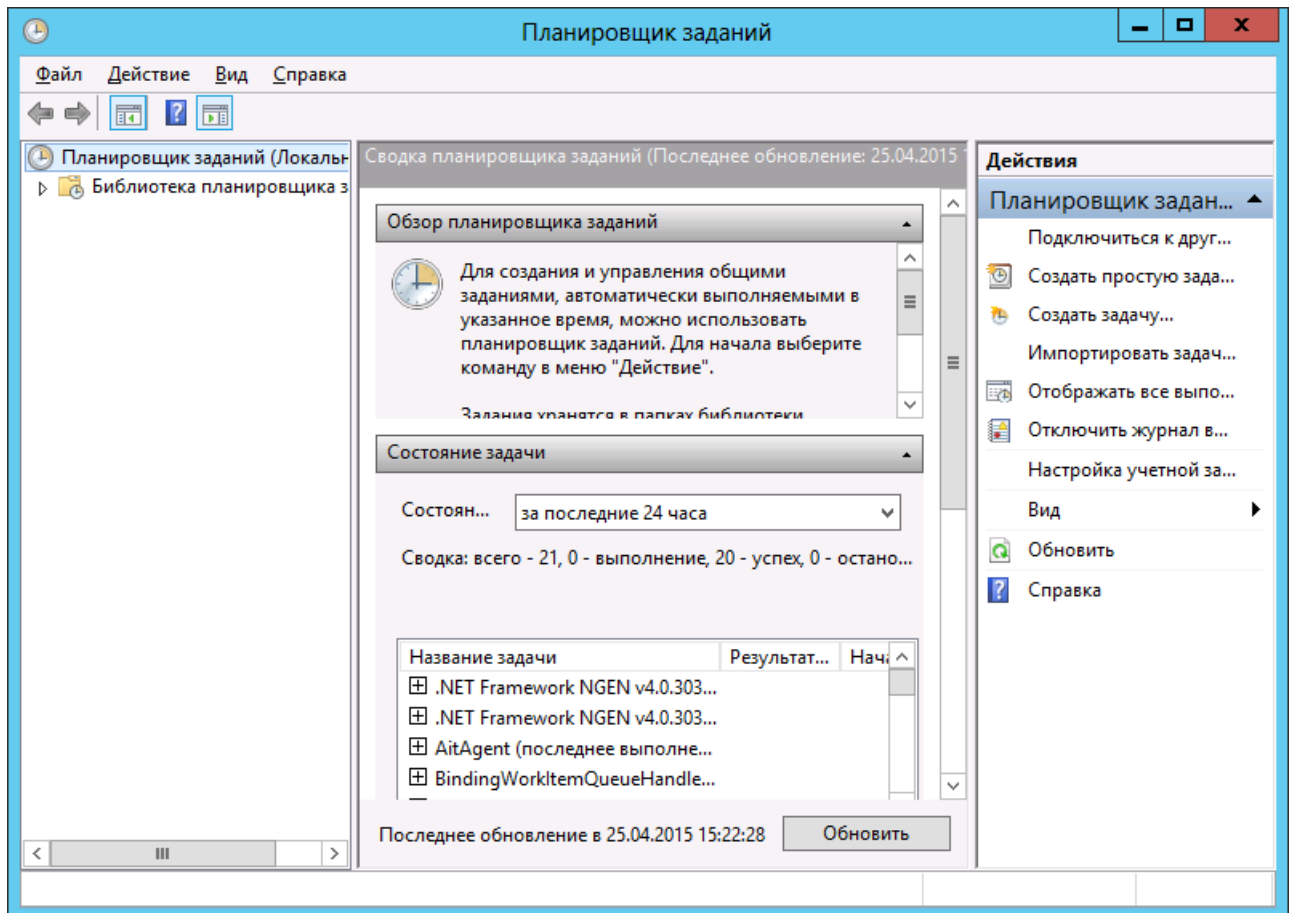 Планировщик заданий
Файл Действие Вид Справка
Планировщик заданий (Локальн
Библиотека планировщика з
Сводка планировщика заданий (Последнее обновление: 25.04.2015
Обзор планировщика заданий
Для создания и управления общими
заданиями, автоматически выполняемыми в
указанное время, можно использовать
планировщик заданий. Для начала выберите
команду в меню "Действие".
Задания хранятся в папках библиотеки
Состояние задачи
Состоян... за последние 24 часа
Сводка: всего - 21, 0 - выполнение, 20 - успех, 0 - остано...
Название задачи Результат... Нача
.NET Framework NGEN v4.0.303...
.NET Framework NGEN v4.0.303...
AitAgent (последнее выполне...
BindingWorkItemQueueHandle...
Последнее обновление в 25.04.2015 15:22:28 Обновить
Действия
Планировщик задан...
Подключиться к друг...
Создать простую зада...
Создать задачу...
Импортировать задач...
Отображать все выпо...
Отключить журнал в...
Настройка учетной за...
Вид
Обновить
Справка